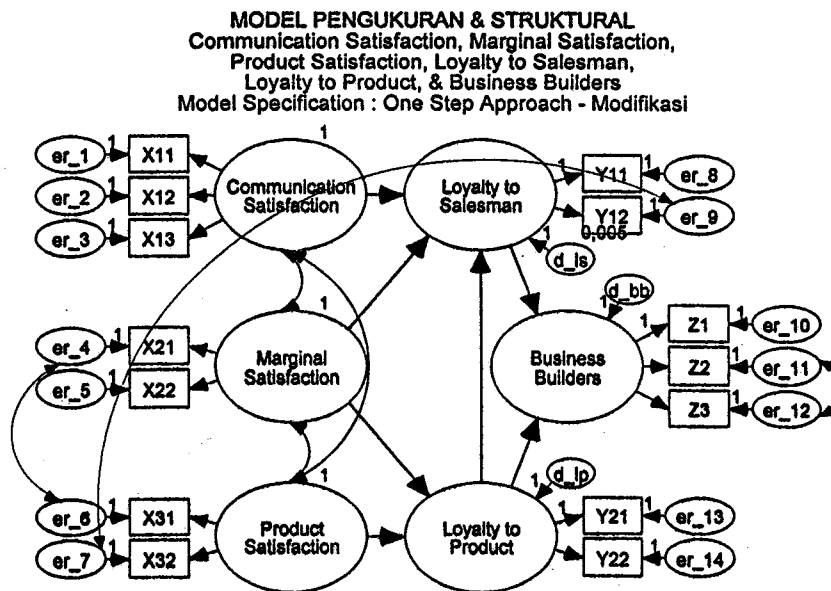 MODEL PENGUKURAN & STRUKTURAL
Communication Satisfaction, Marginal Satisfaction,
Product Satisfaction, Loyalty to Salesman,
Loyalty to Product, & Business Builders
Model Specification : One Step Approach - Modifikasi
er_1 1 X11
er_2 1 X12
er_3 1 X13
1
Communication
Satisfaction
Loyalty to
Salesman
1 Y11 1 er_8
Y12 1 er_9
0,005
1 d_ls
er_4 1 X21
er_5 1 X22
1
Marginal
Satisfaction
d_bb
1
Business
Builders
1 Z1 1 er_10
Z2 1 er_11
Z3 1 er_12
er_6 1 X31
er_7 1 X32
1
Product
Satisfaction
1 d_lp
Loyalty to
Product
1 Y21 1 er_13
Y22 1 er_14